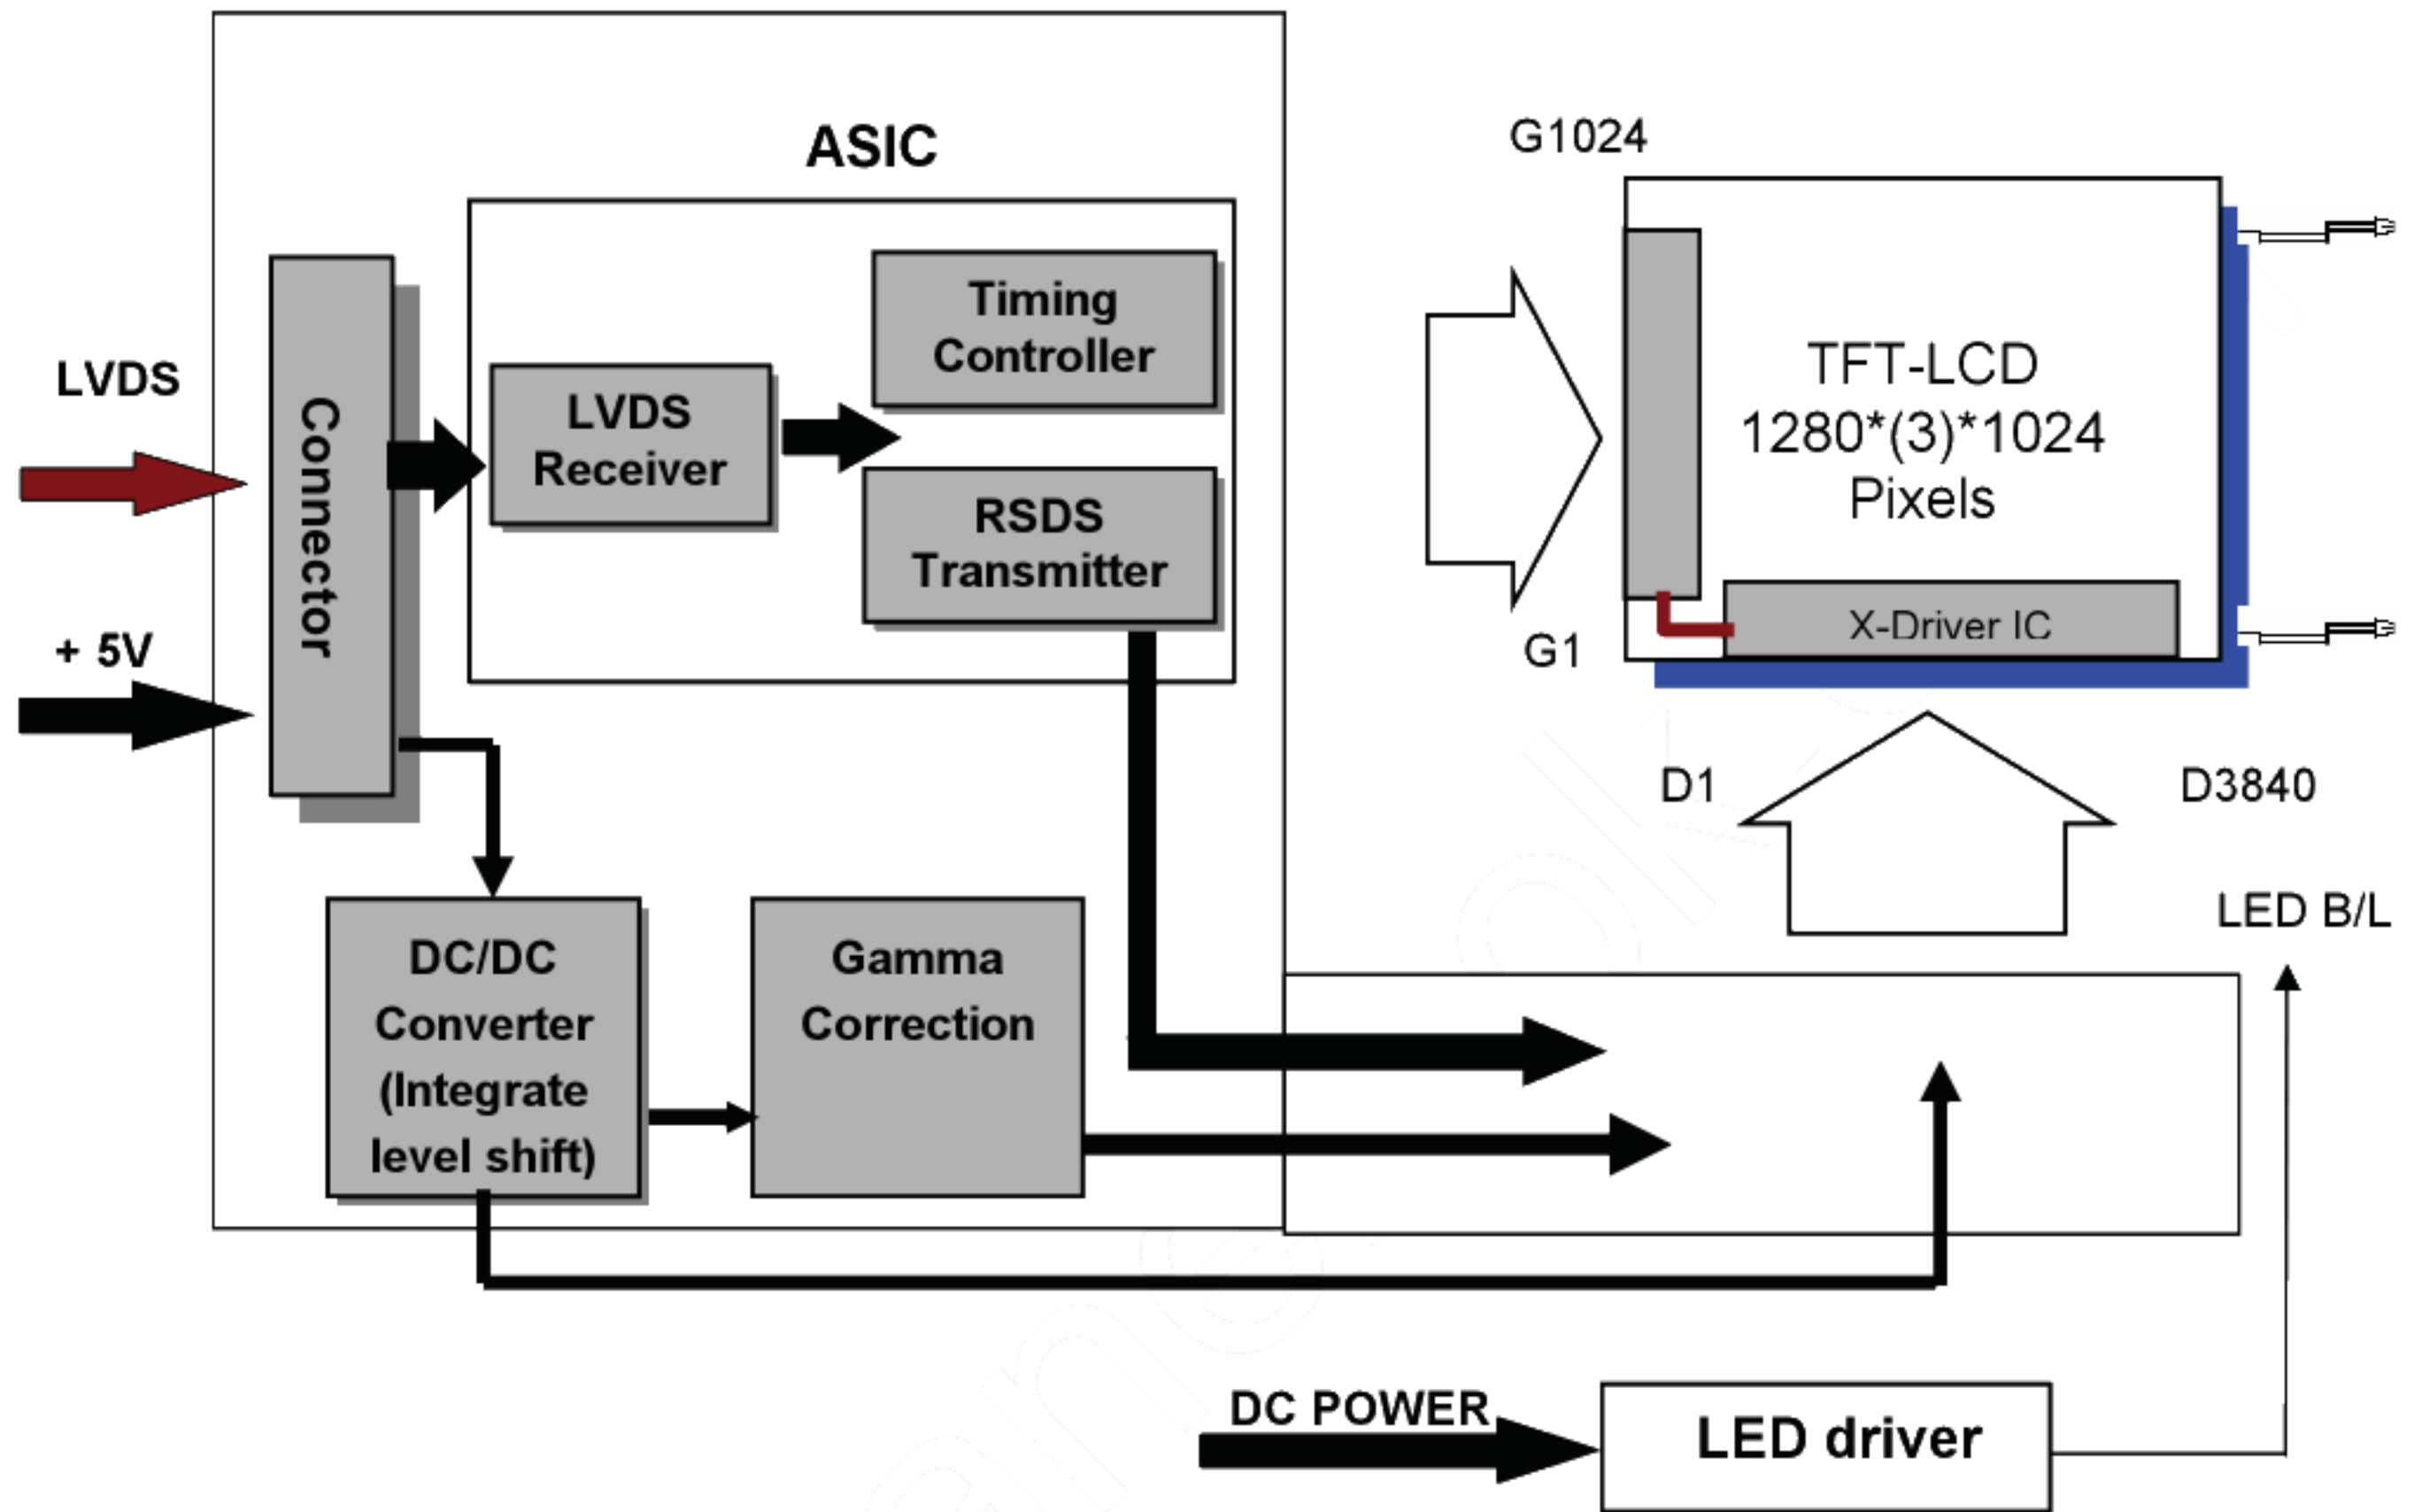 ASIC
LVDS
+ 5V
Connector
LVDS
Receiver
Timing
Controller
RSDS
Transmitter
DC/DC
Converter
(Integrate
level shift)
Gamma
Correction
G1024
G1
TFT-LCD
1280*(3)*1024
Pixels
X-Driver IC
D1
D3840
LED B/L
DC POWER
LED driver